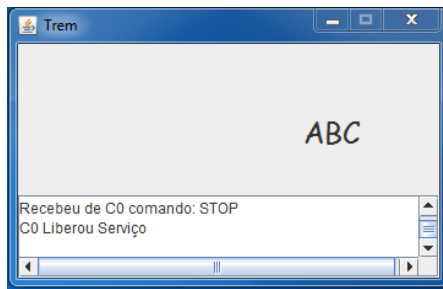 Trem
ABC
Recebeu de C0 comando: STOP
C0 Liberou Serviço